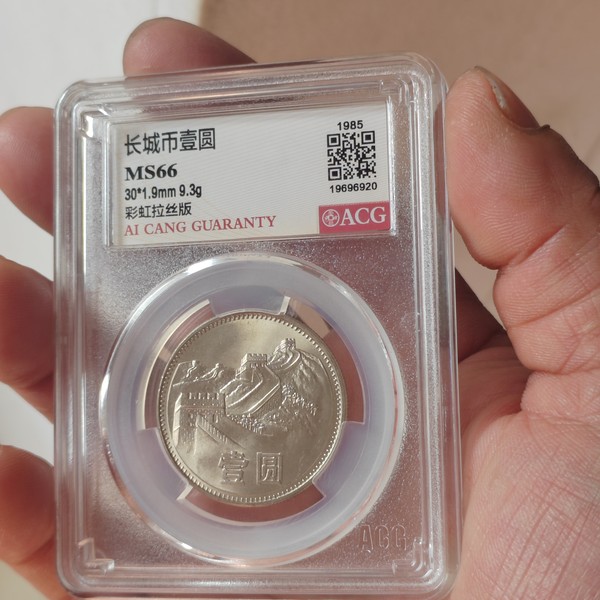 1985
长城币壹圆
MS66
30*1.9mm 9.3g
19696920
彩虹拉丝版
AI CANG GUARANTY
ACG
壹圆
ACG